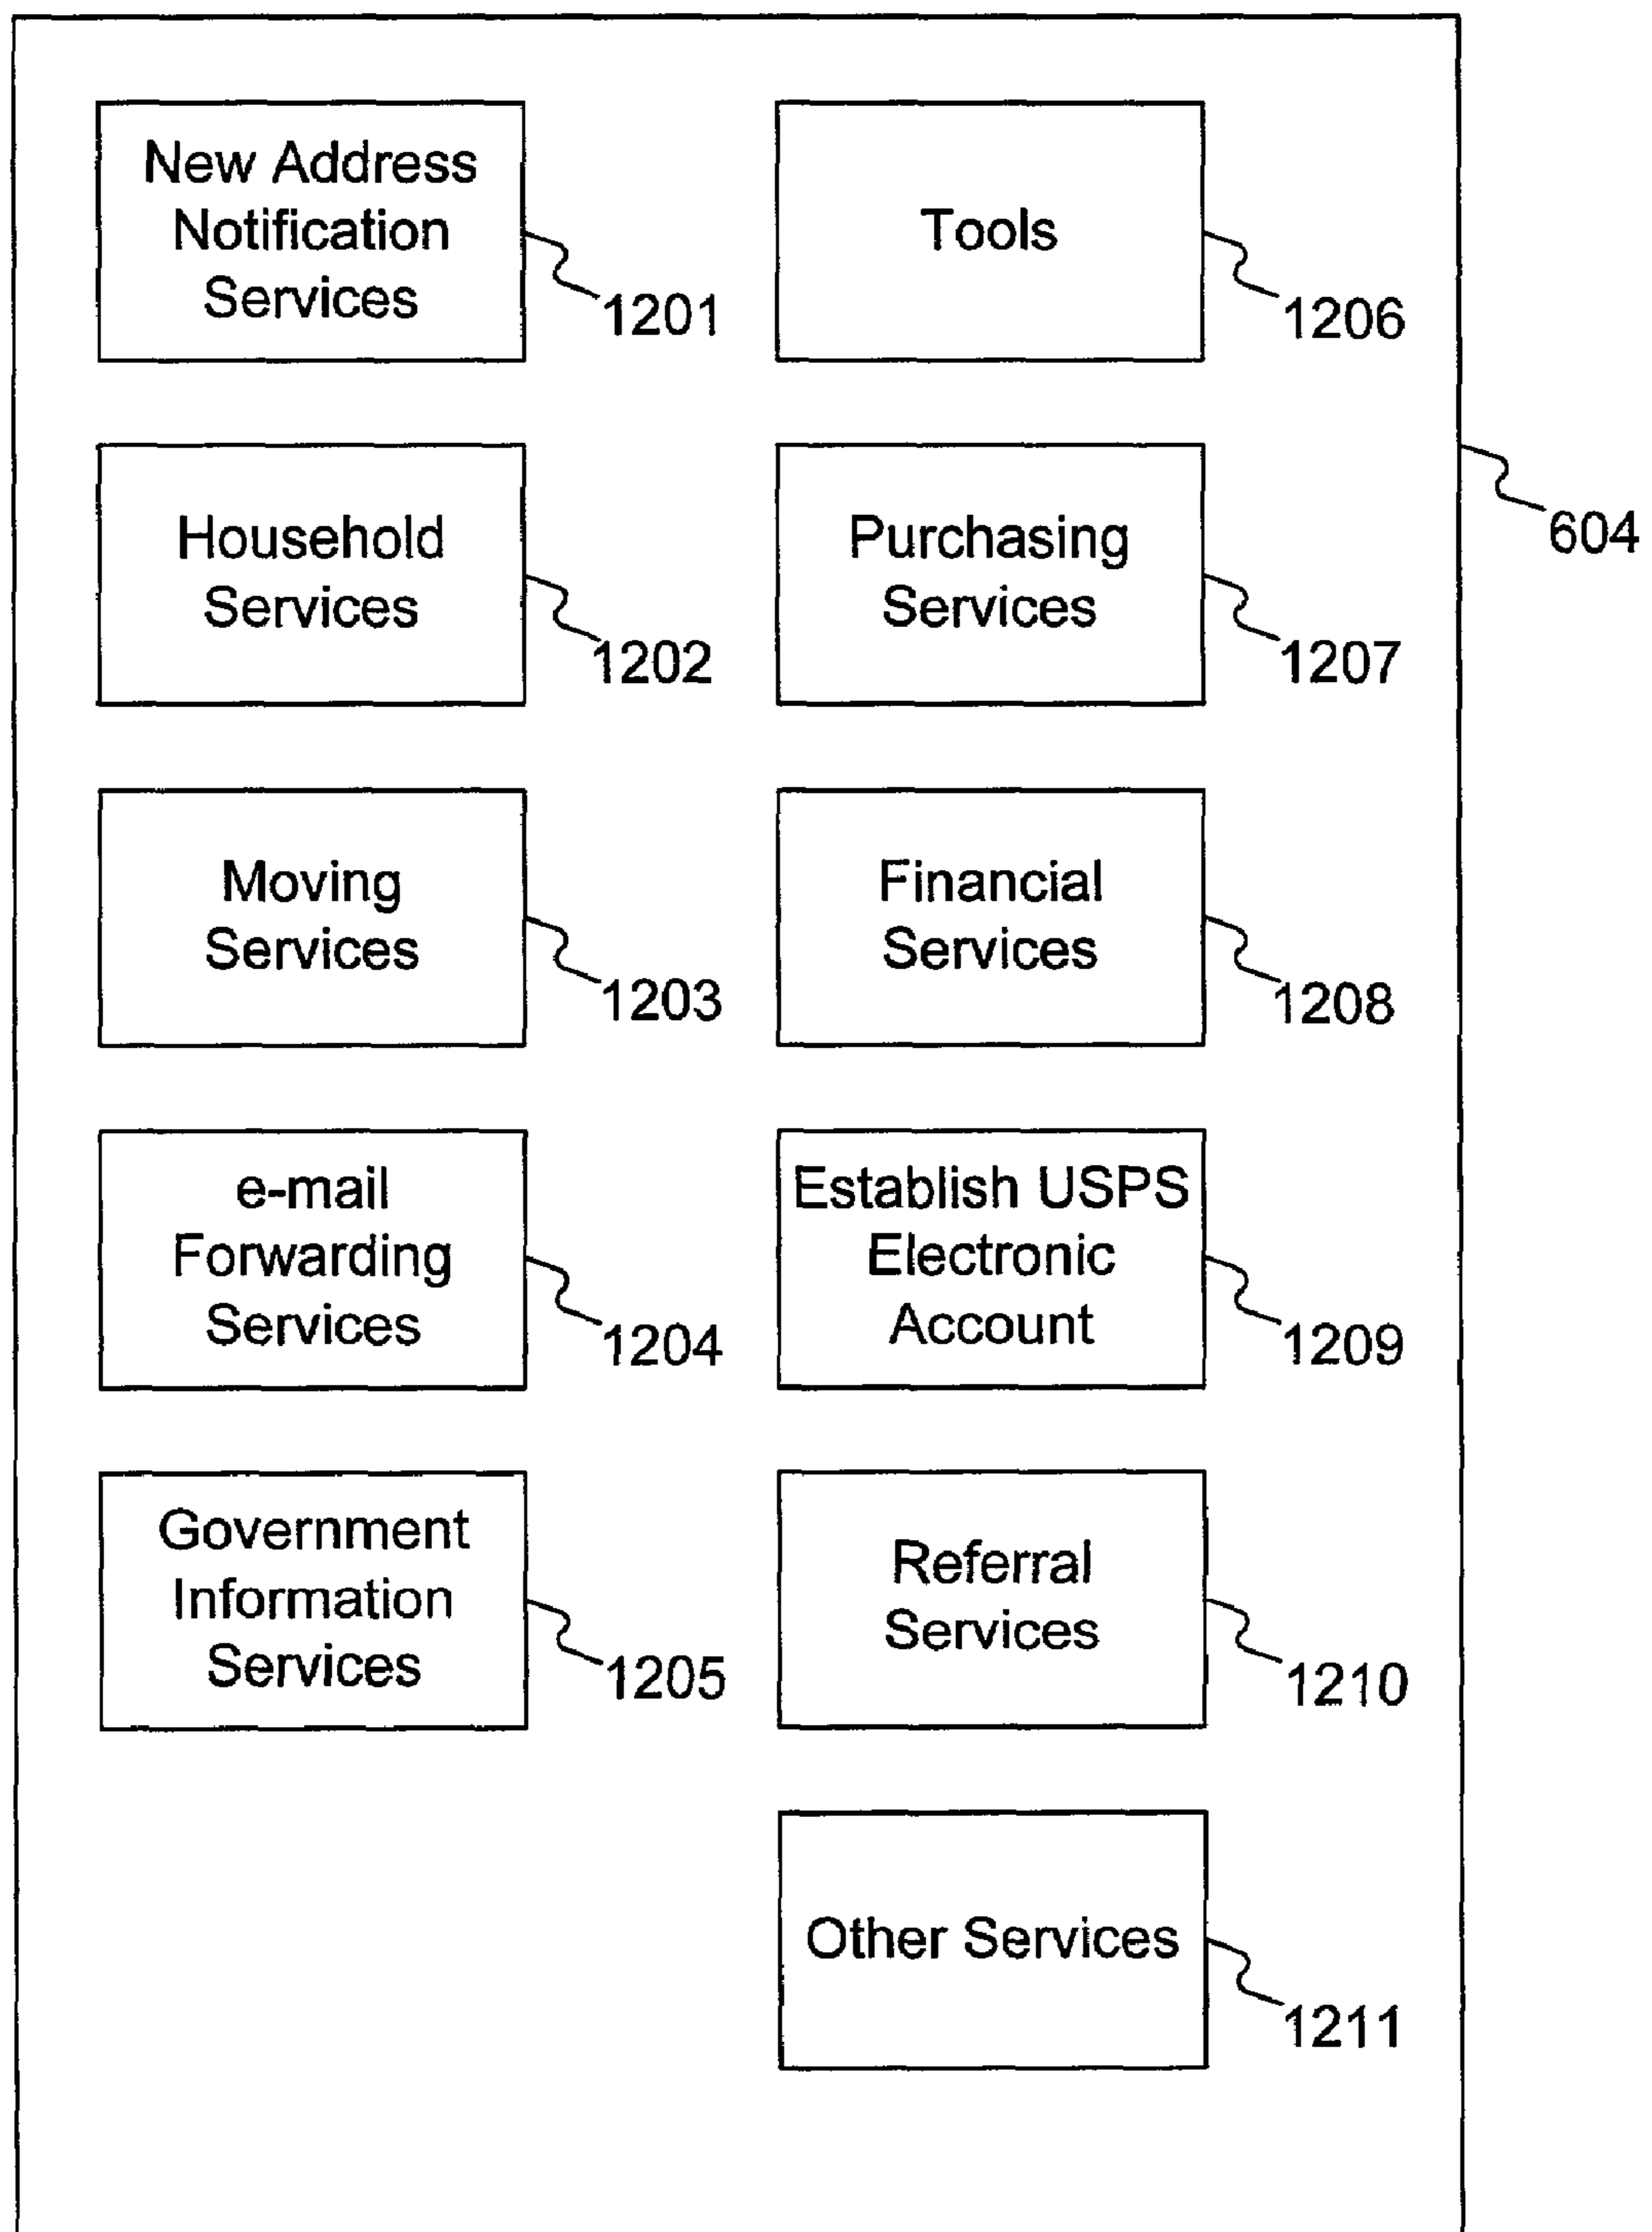 New Address
Notification
Services
1201
Tools
1206
Household
Services
1202
Purchasing
Services
1207
604
Moving
Services
1203
Financial
Services
1208
e-mail
Forwarding
Services
1204
Establish USPS
Electronic
Account
1209
Government
Information
Services
1205
Referral
Services
1210
Other Services
1211